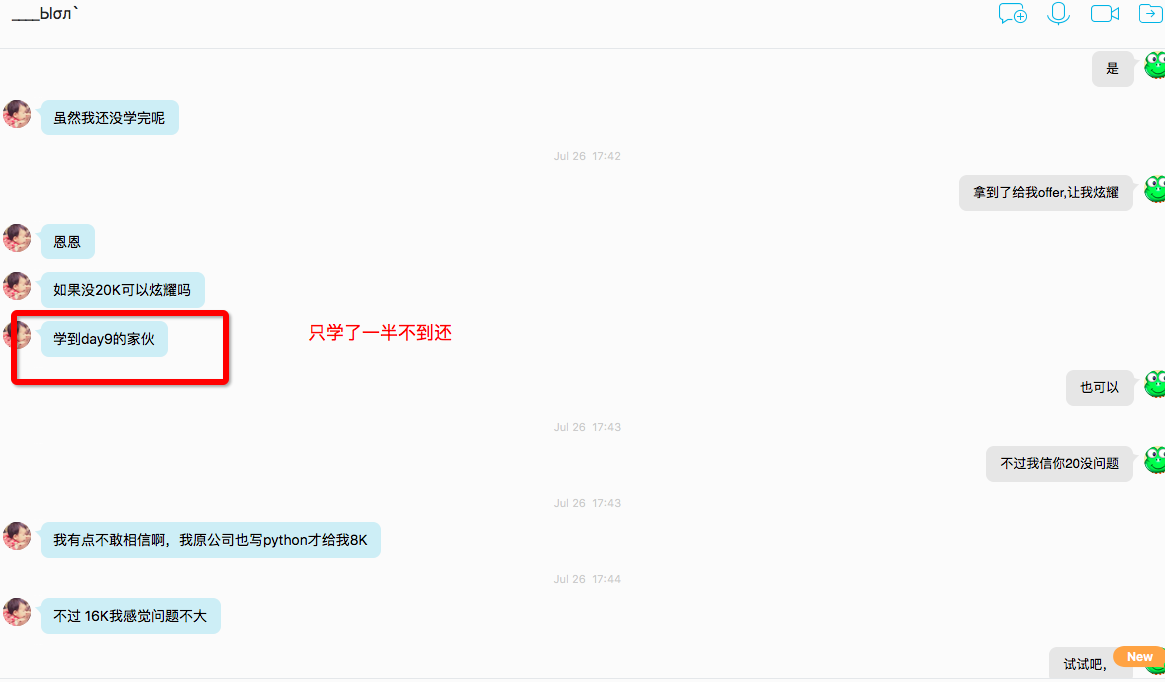 ____Ыσл`
是
虽然我还没学完呢
Jul 26 17:42
拿到了给我offer,让我炫耀
恩恩
如果没20K可以炫耀吗
学到day9的家伙
只学了一半不到还
也可以
Jul 26 17:43
不过我信你20没问题
Jul 26 17:43
我有点不敢相信啊，我原公司也写python才给我8K
Jul 26 17:44
不过 16K我感觉问题不大
试试吧，
New